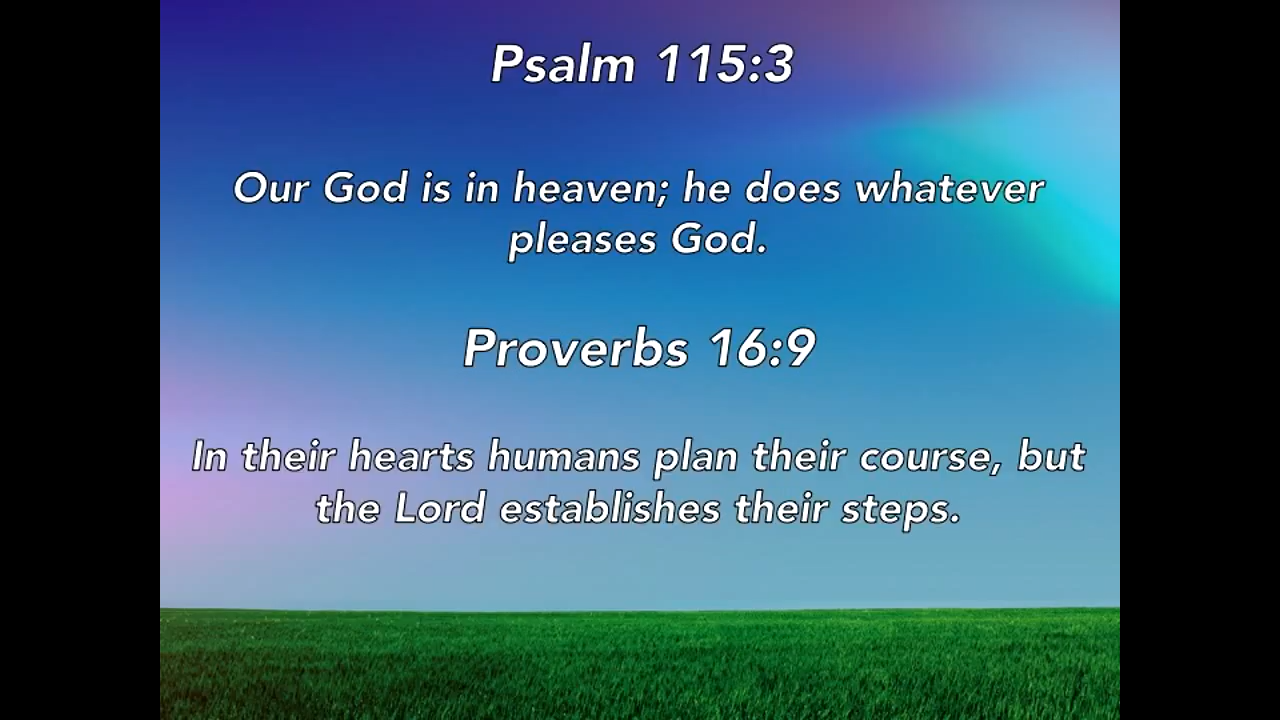 Psalm 115:3
Our God is in heaven; he does whatever
pleases God.
Proverbs 16:9
In their hearts humans plan their course, but
the Lord establishes their steps.